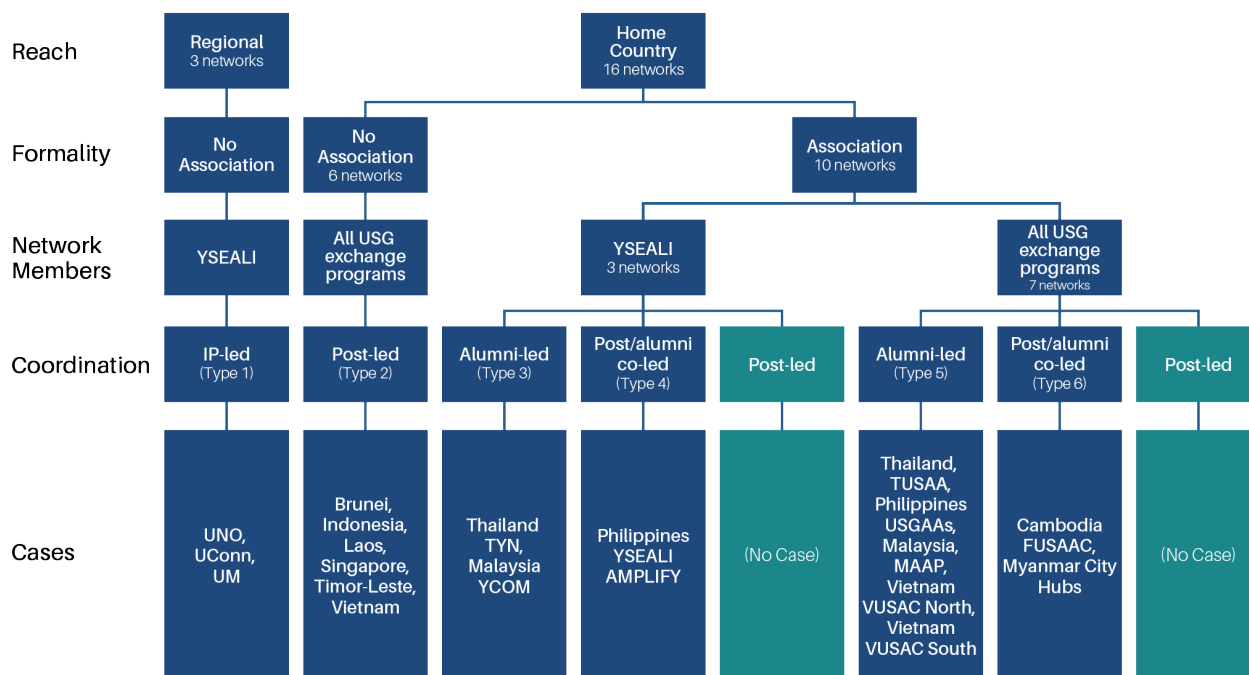 Reach
Regional
3 networks
Home
Country
16 networks
Formality
No
Association
No
Association
6 networks
Association
10 networks
Network
Members
YSEALI
All USG
exchange
programs
YSEALI
3 networks
All USG
exchange
programs
7 networks
Coordination
IP-led
(Type 1)
Post-led
(Type 2)
Alumni-led
(Type 3)
Post/alumni
co-led
(Type 4)
Post-led
Alumni-led
(Type 5)
Post/alumni
co-led
(Type 6)
Post-led
Cases
UNO,
UConn,
UM
Brunei,
Indonesia,
Laos,
Singapore,
Timor-Leste,
Vietnam
Thailand
TYN,
Malaysia
YCOM
Philippines
YSEALI
AMPLIFY
(No Case)
Thailand,
TUSAA,
Philippines
USGAAs,
Malaysia,
MAAP,
Vietnam
VUSAC North,
Vietnam
VUSAC South
Cambodia
FUSAAC,
Myanmar City
Hubs
(No Case)